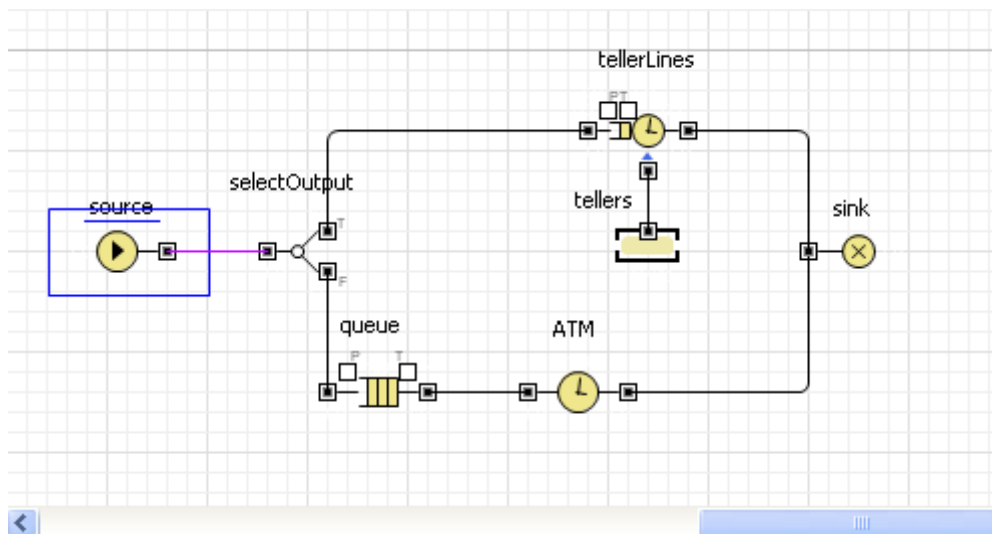 tellerLines
PT
selectOutput
source
T
tellers
sink
F
queue
ATM
P
T